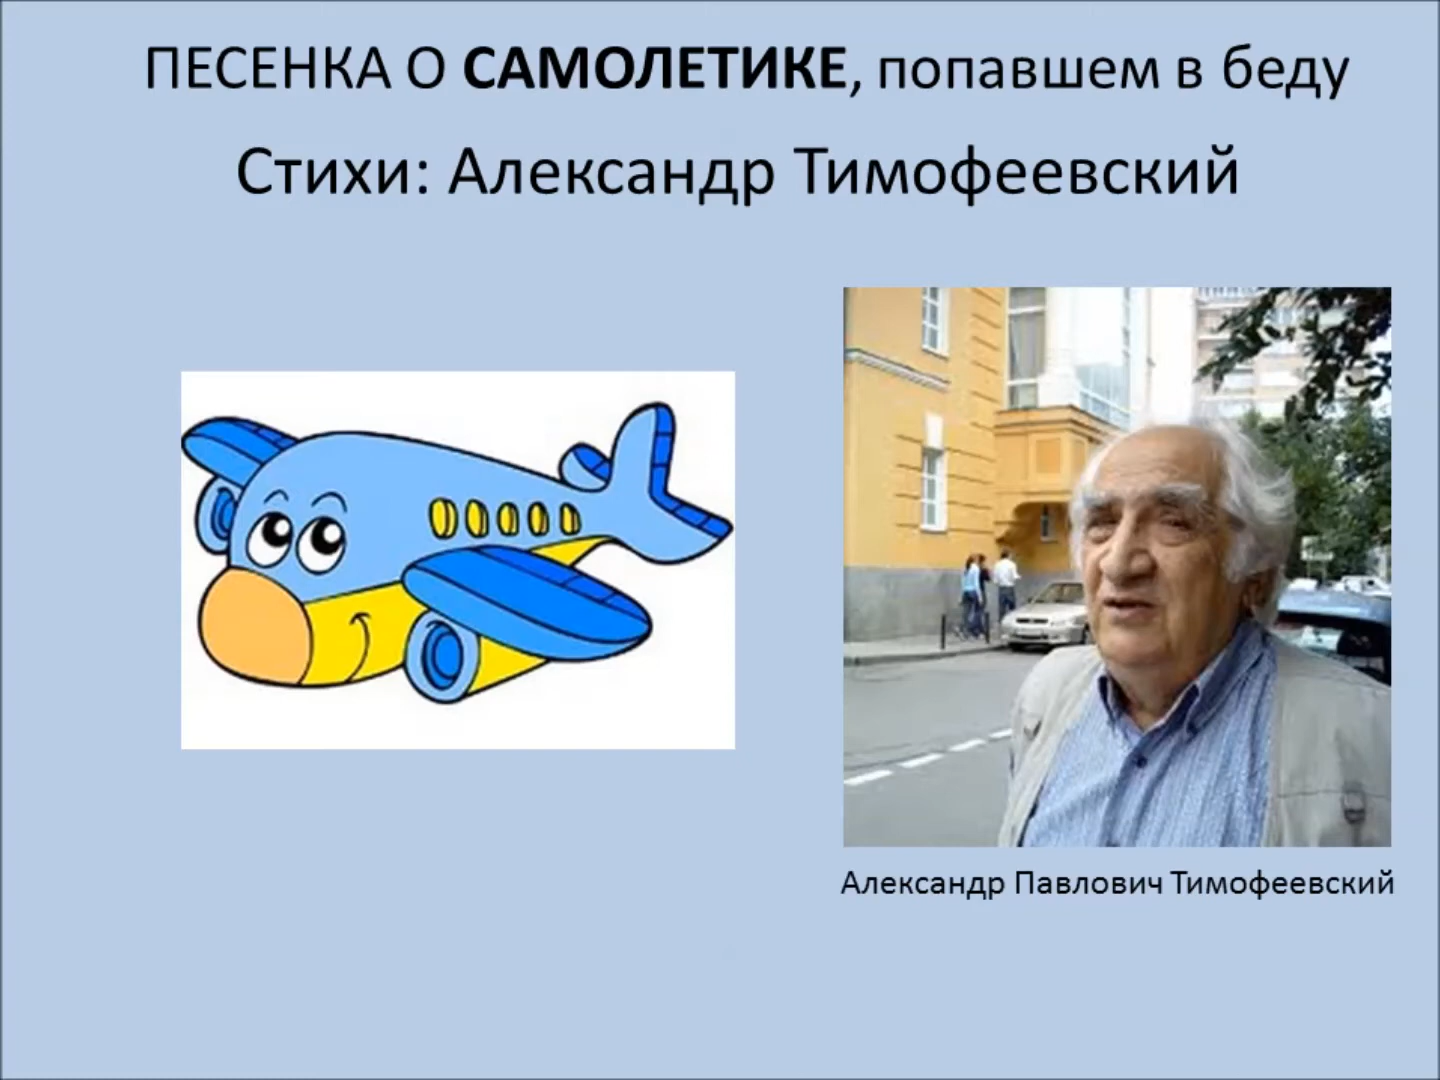 ПЕСЕНКА О САМОЛЕТИКЕ, попавшем в беду
Стихи: Александр Тимофеевский
Александр Павлович Тимофеевский